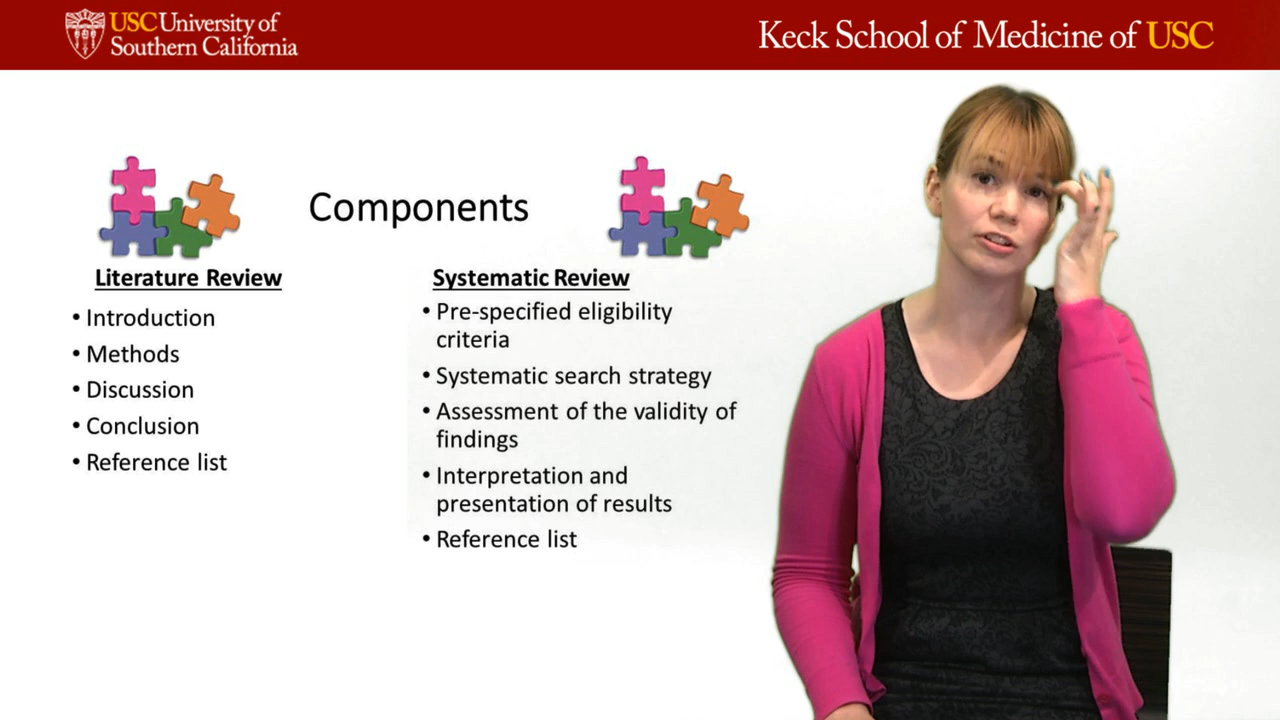 USC University of
Southern California
Keck School of Medicine of USC
Components
Literature Review
• Introduction
• Methods
• Discussion
• Conclusion
• Reference list
Systematic Review
• Pre-specified eligibility
criteria
• Systematic search strategy
• Assessment of the validity of
findings
• Interpretation and
presentation of results
• Reference list